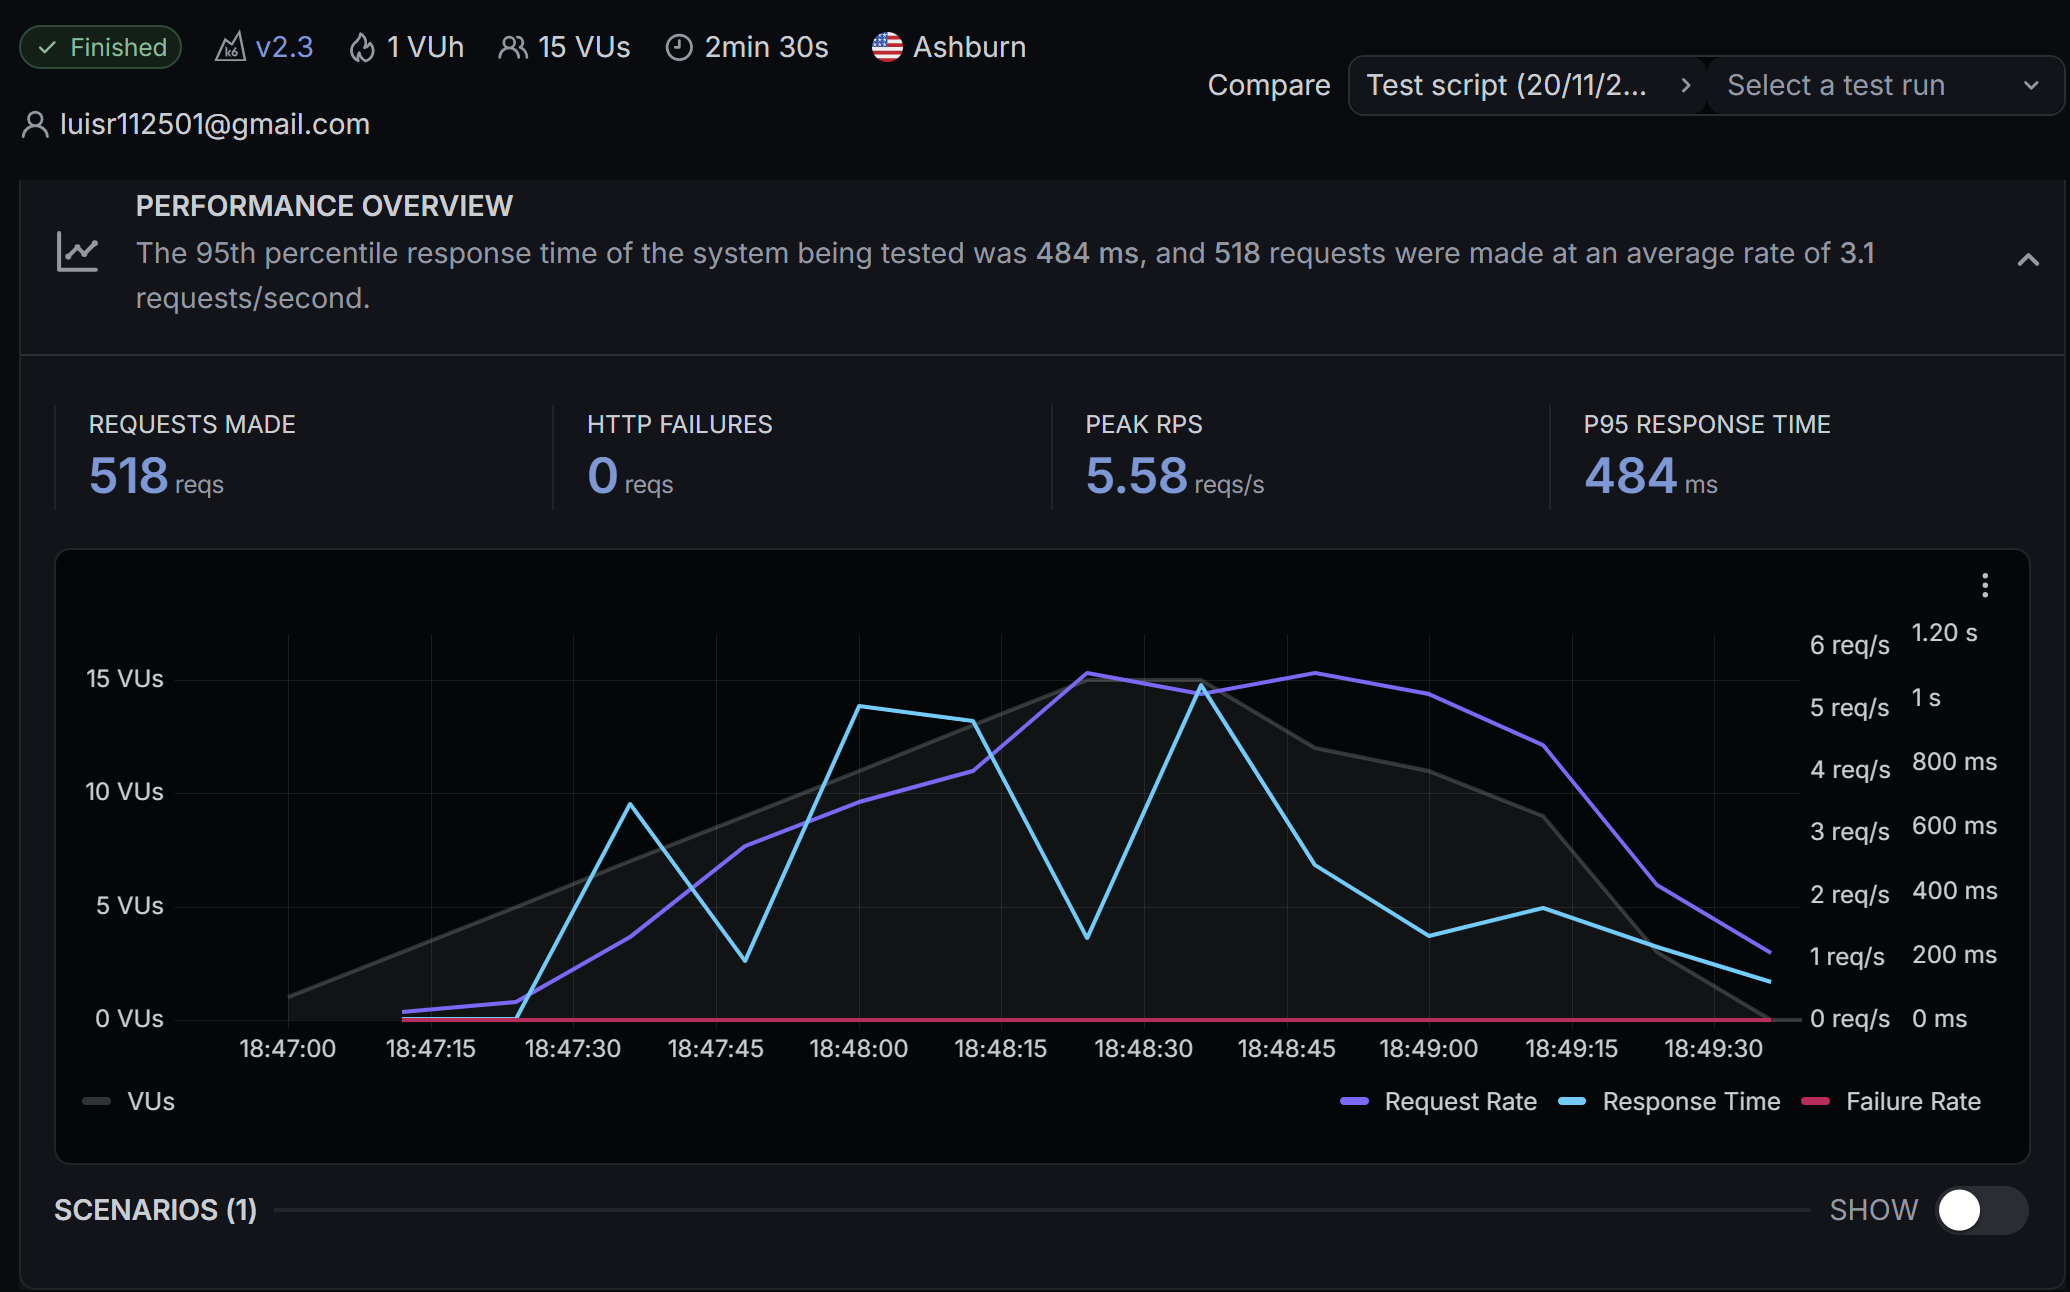 Finished
k6 v2.3
1 VUh
15 VUs
2min 30s
Ashburn
luisr112501@gmail.com
Compare
Test script (20/11/2...
Select a test run
PERFORMANCE OVERVIEW
The 95th percentile response time of the system being tested was 484 ms, and 518 requests were made at an average rate of 3.1
requests/second.
REQUESTS MADE
518 reqs
HTTP FAILURES
0 reqs
PEAK RPS
5.58 reqs/s
P95 RESPONSE TIME
484 ms
15 VUs
10 VUs
5 VUs
0 VUs
6 req/s
5 req/s
4 req/s
3 req/s
2 req/s
1 req/s
0 req/s
1.20 s
1 s
800 ms
600 ms
400 ms
200 ms
0 ms
18:47:00
18:47:15
18:47:30
18:47:45
18:48:00
18:48:15
18:48:30
18:48:45
18:49:00
18:49:15
18:49:30
VUs
Request Rate
Response Time
Failure Rate
SCENARIOS (1)
SHOW